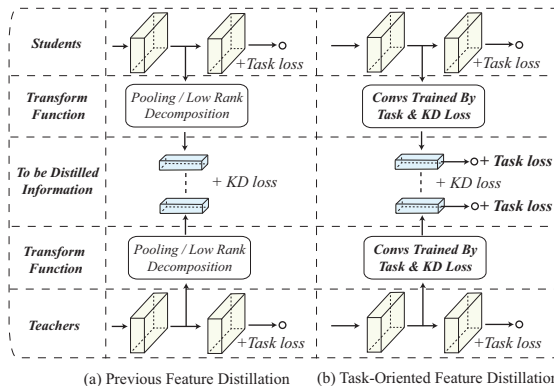 Students
+Task loss
+Task loss
Transform
Function
Pooling / Low Rank
Decomposition
Convs Trained By
Task & KD Loss
To be Distilled
Information
+ KD loss
+ Task loss
+ KD loss
+ Task loss
Transform
Function
Pooling / Low Rank
Decomposition
Convs Trained By
Task & KD Loss
Teachers
+Task loss
+Task loss
(a) Previous Feature Distillation
(b) Task-Oriented Feature Distillation